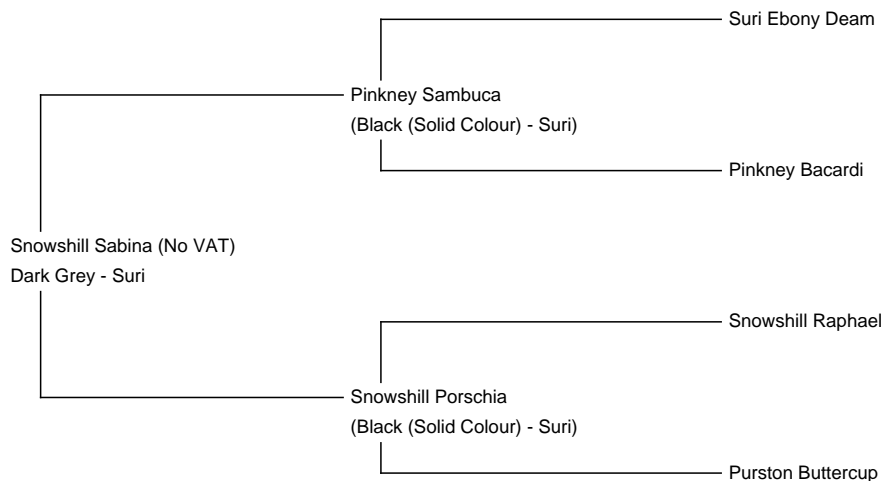 Suri Ebony Deam
Pinkney Sambuca
(Black (Solid Colour) - Suri)
Pinkney Bacardi
Snowshill Sabina (No VAT)
Dark Grey - Suri
Snowshill Raphael
Snowshill Porschia
(Black (Solid Colour) - Suri)
Purston Buttercup